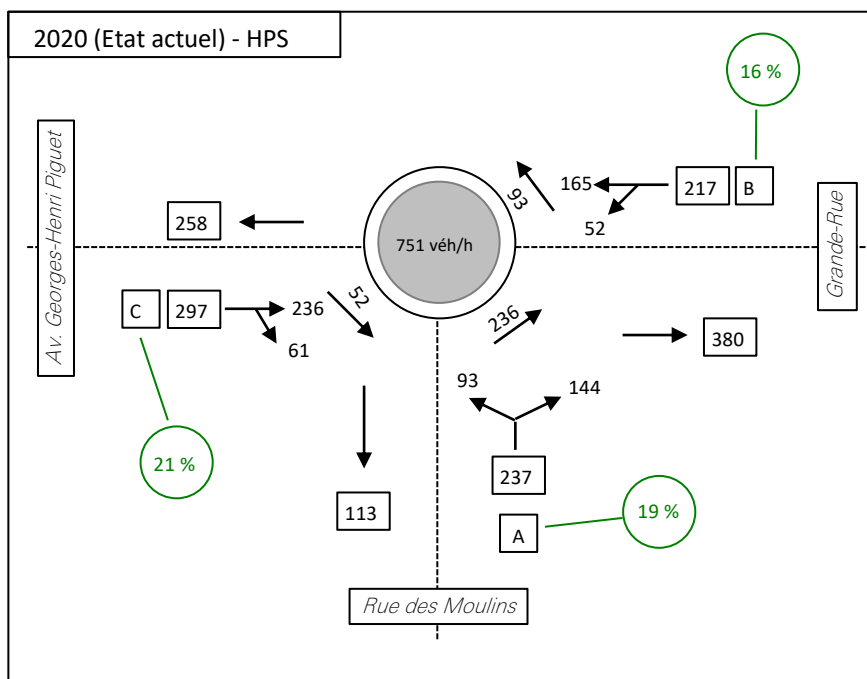 2020 (Etat actuel) - HPS
16 %
Av. Georges-Henri Piguet
Grande-Rue
93
165
217
B
52
258
751 véh/h
C
297
236
61
52
236
380
93
144
21 %
237
113
19 %
A
Rue des Moulins